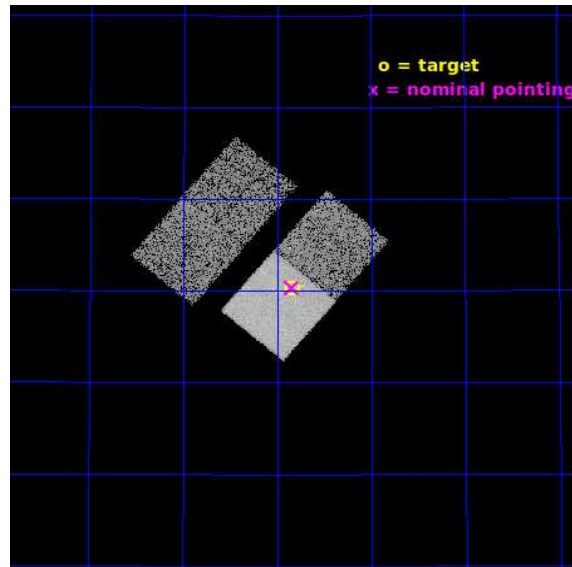 o = target
x = nominal pointing